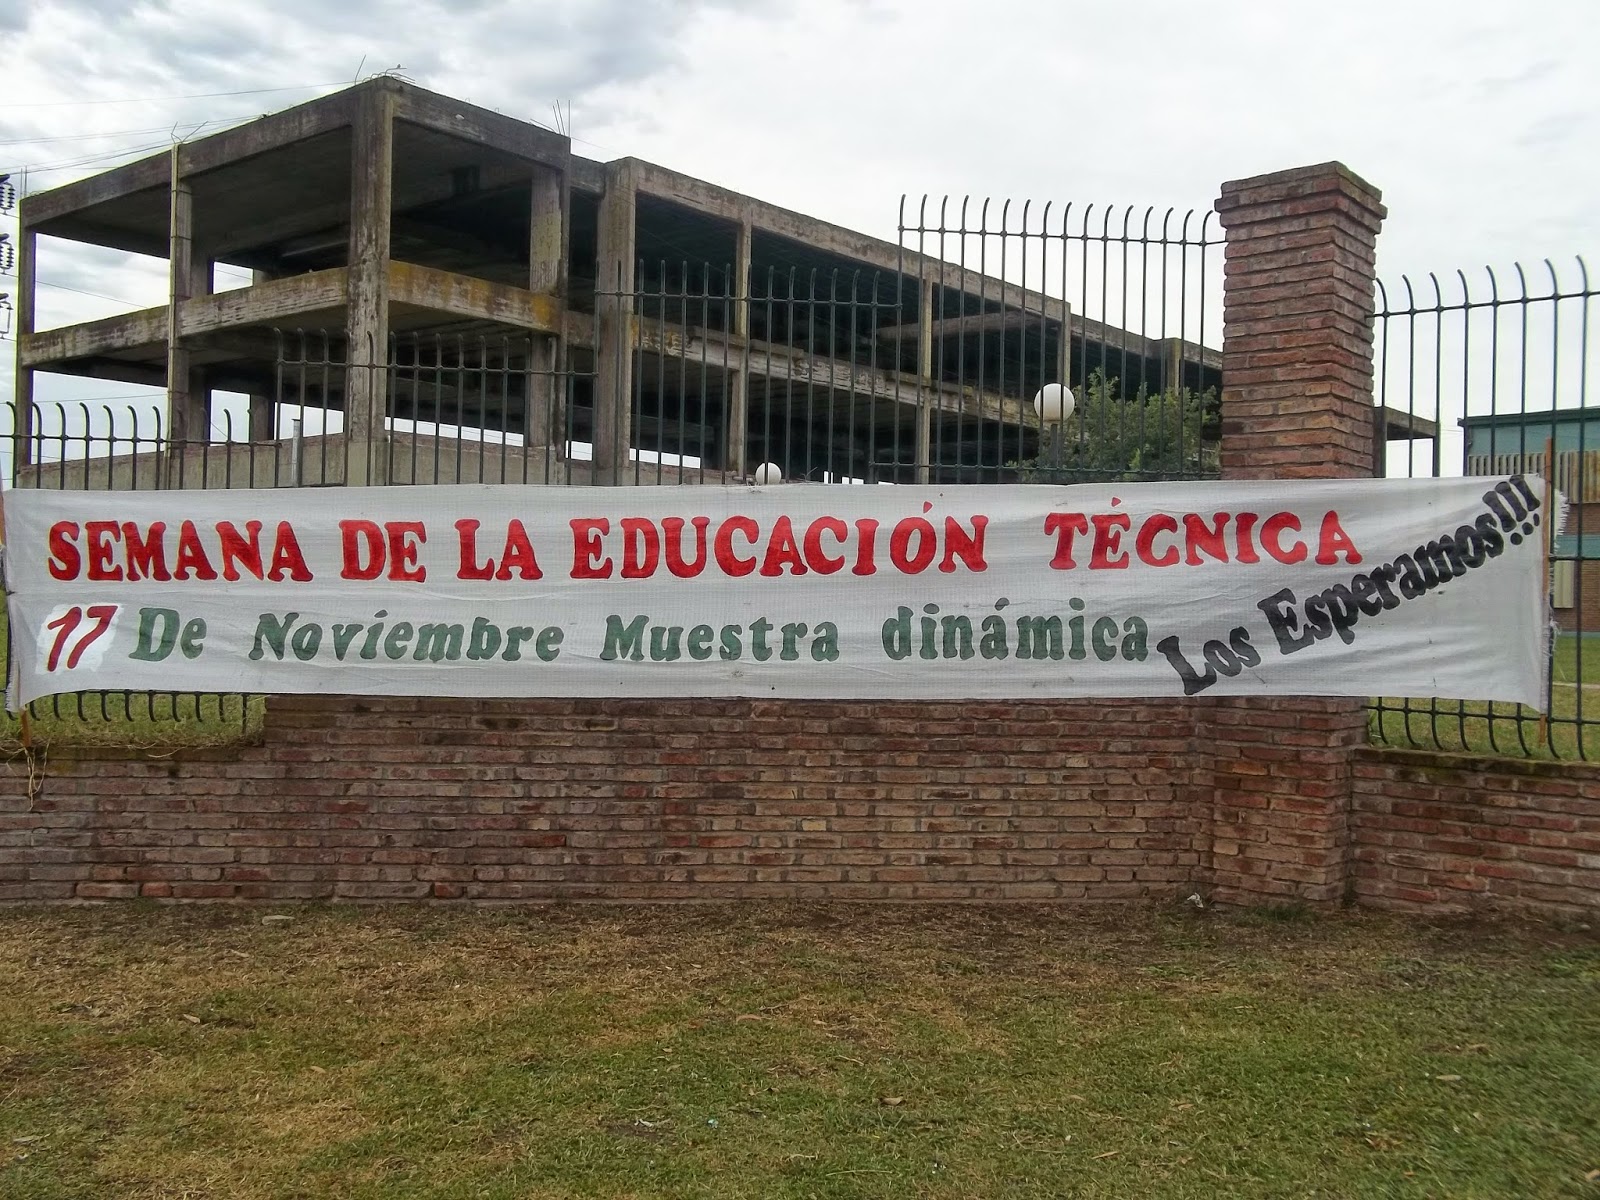 SEMANA DE LA EDUCACIÓN TÉCNICA
17 De Noviembre Muestra dinámica
Los Esperamos!!!